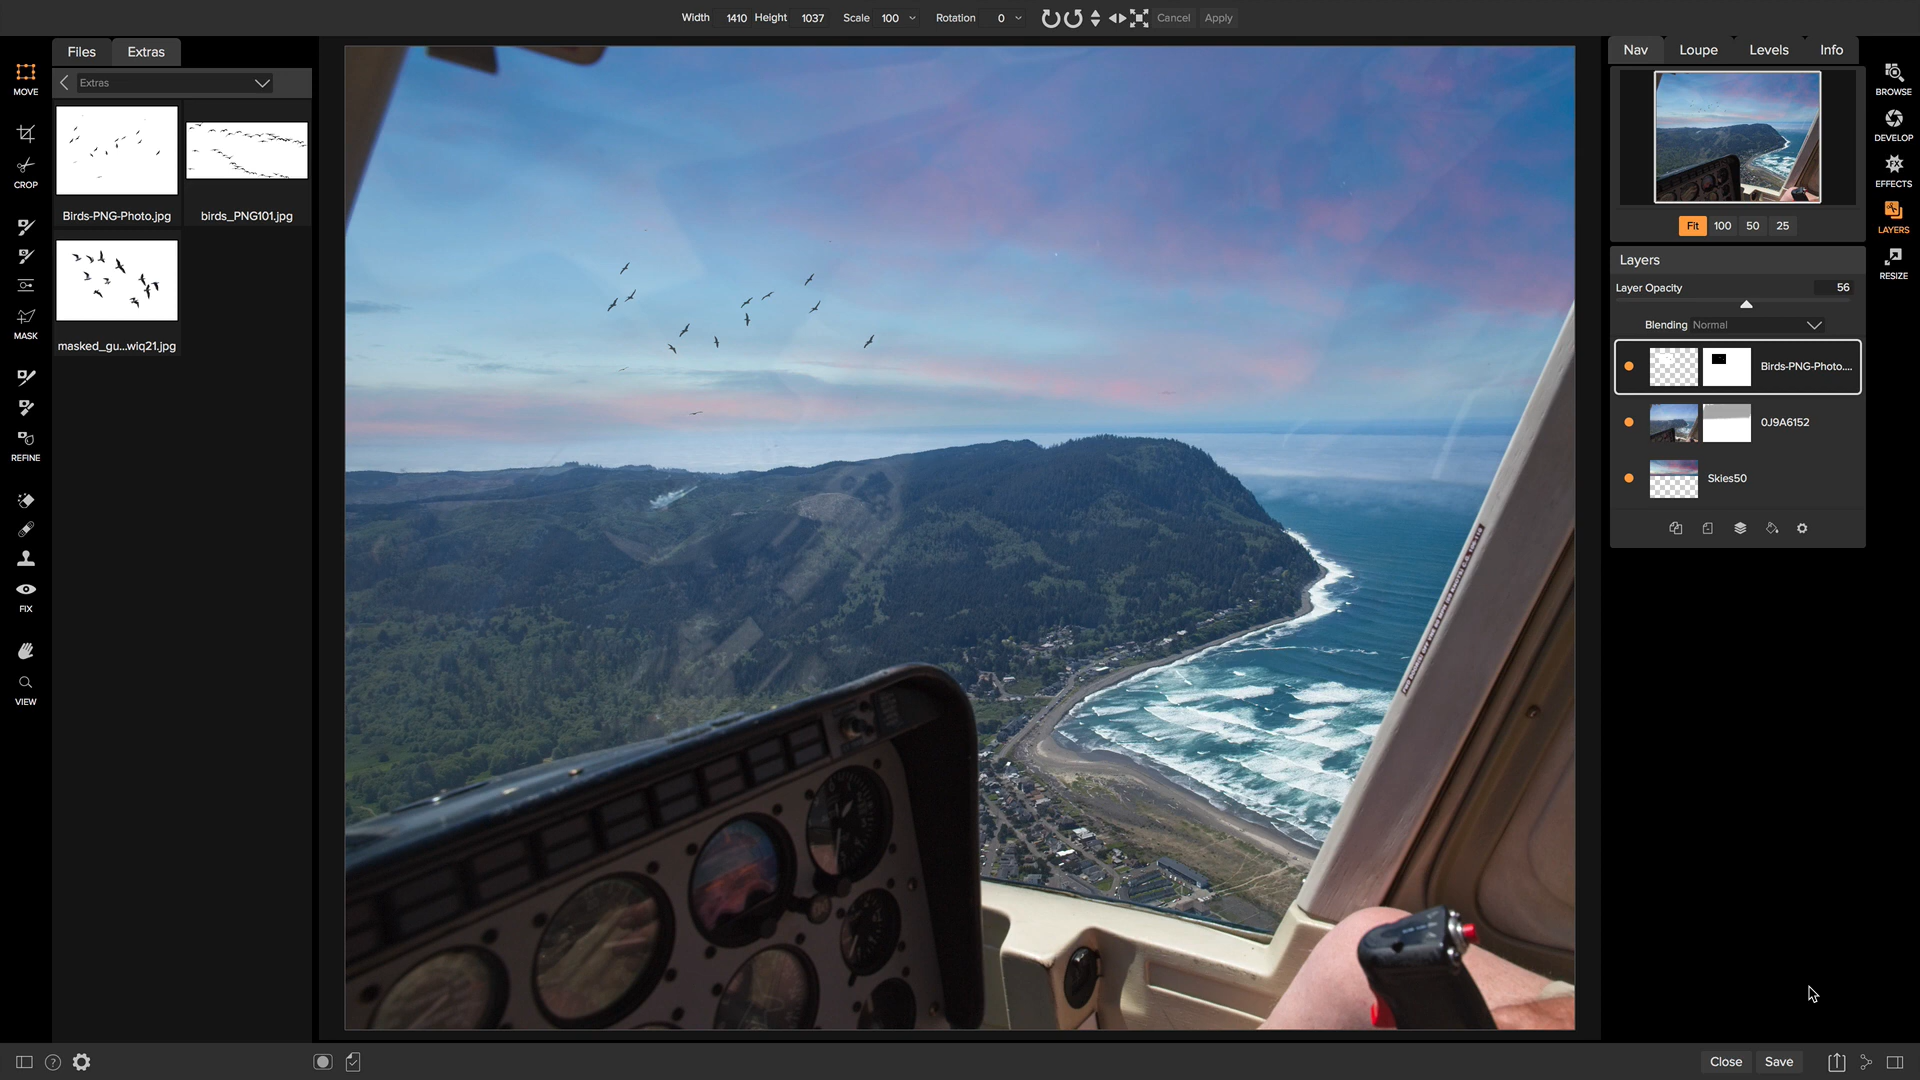 Width 1410 Height 1037 Scale 100 Rotation 0 Cancel Apply
Files Extras
Extras
Birds-PNG-Photo.jpg birds_PNG101.jpg
masked_gu...wiq21.jpg
MOVE
CROP
MASK
REFINE
FIX
VIEW
Nav Loupe Levels Info
Fit 100 50 25
Layers
Layer Opacity 56
Blending Normal
Birds-PNG-Photo....
0J9A6152
Skies50
BROWSE
DEVELOP
FX
EFFECTS
LAYERS
RESIZE
?
Close Save